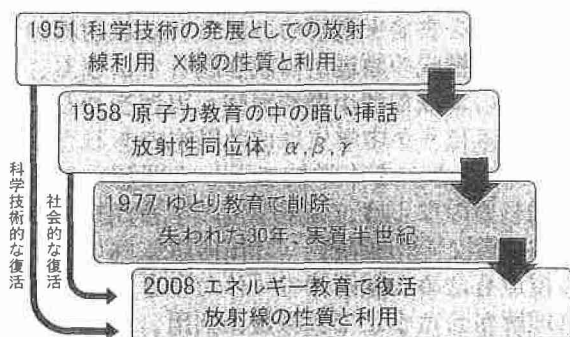 1951 科学技術の発展としての放射
線利用 X線の性質と利用
1958 原子力教育の中の暗い挿話
放射性同位体 α,β,γ
1977 ゆとり教育で削除、
失われた30年、実質半世紀
2008 エネルギー教育で復活
放射線の性質と利用
科学技術的な復活
社会的な復活